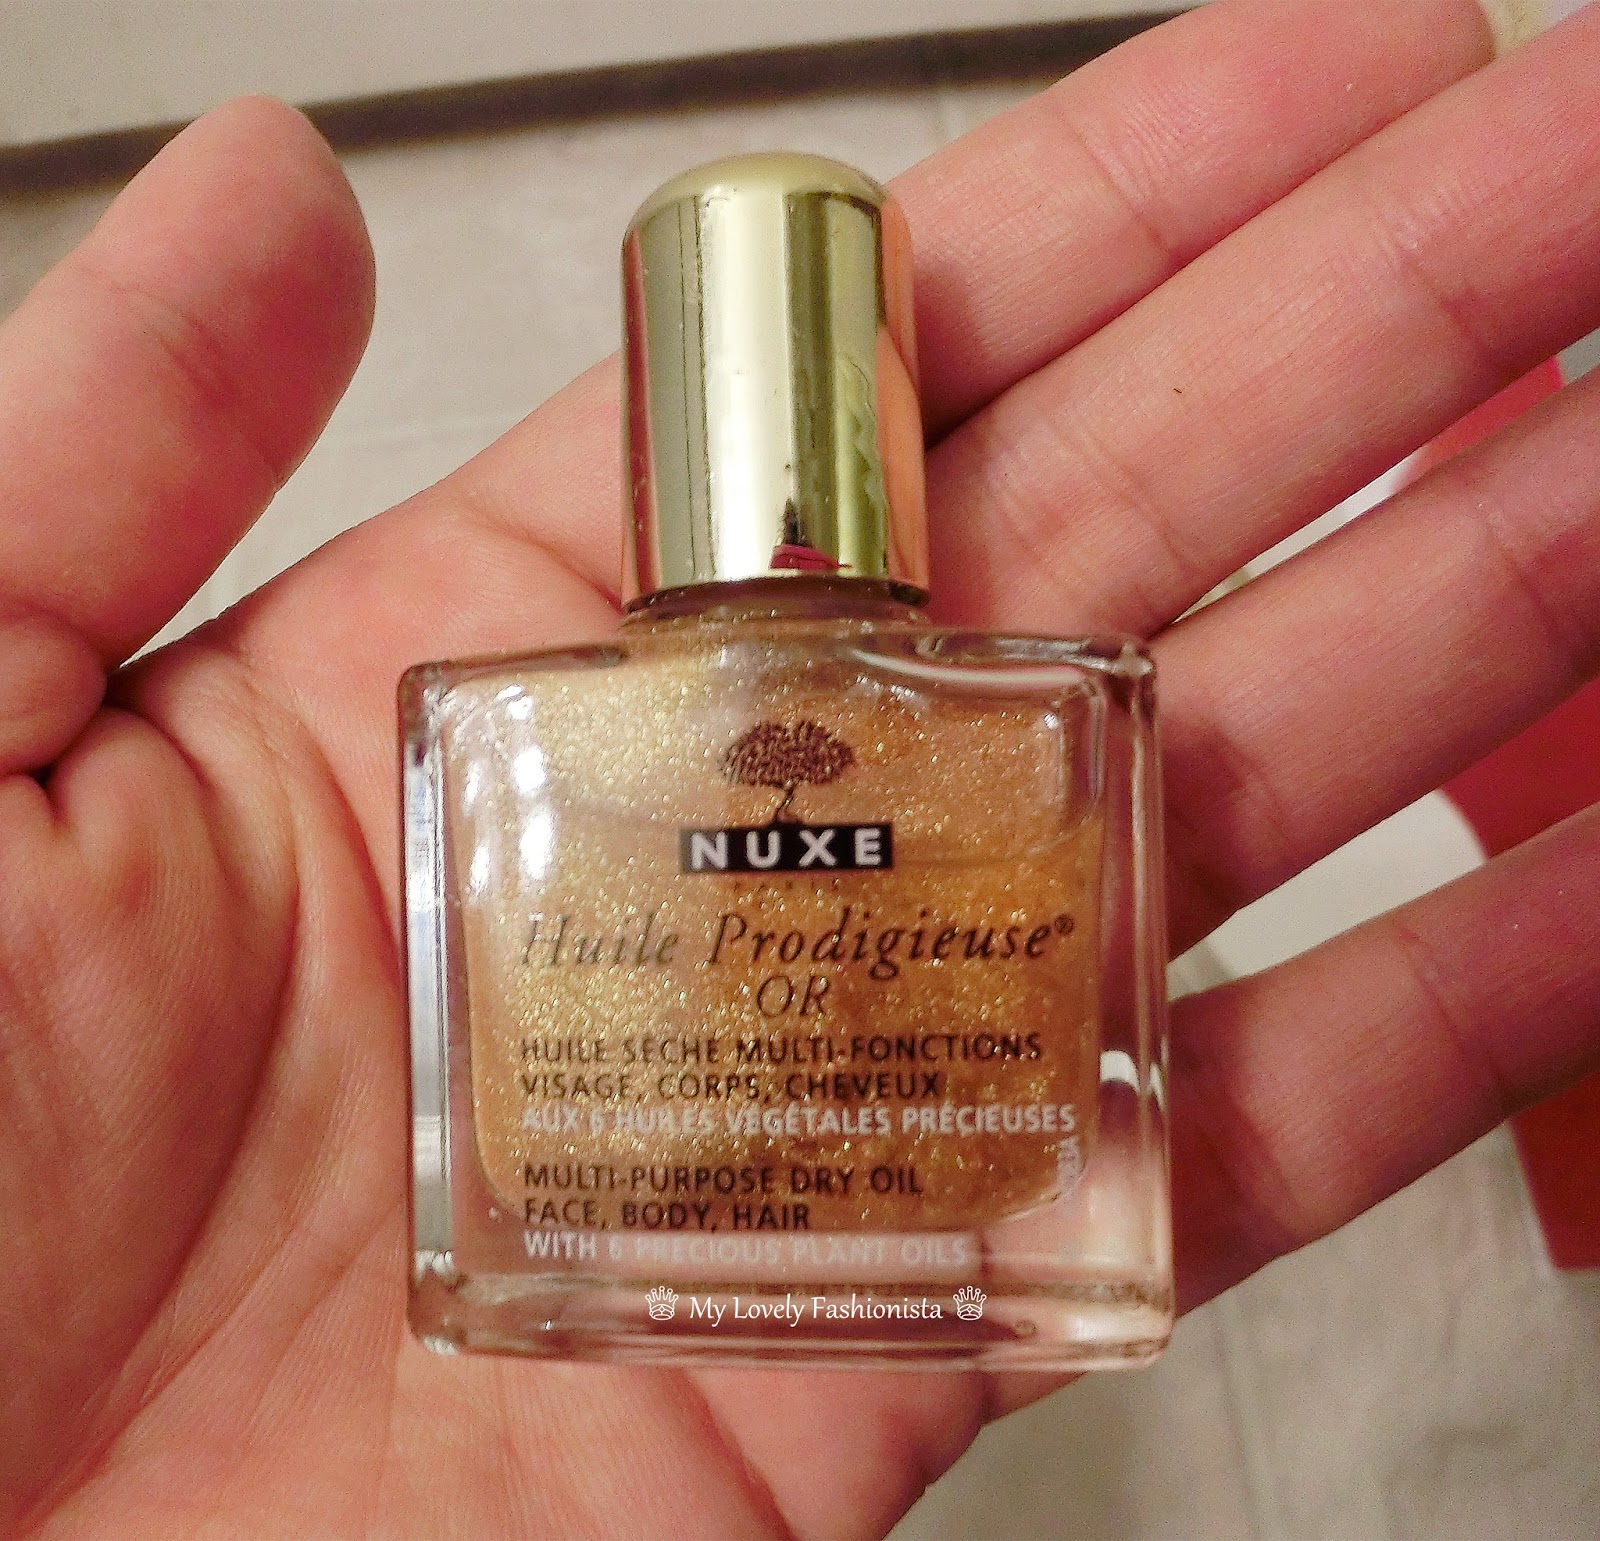 NUXE
PARIS
Huile Prodigieuse®
OR
HUILE SÈCHE MULTI-FONCTIONS
VISAGE, CORPS, CHEVEUX
AUX 6 HUILES VÉGÉTALES PRÉCIEUSES
MULTI-PURPOSE DRY OIL
FACE, BODY, HAIR
WITH 6 PRECIOUS PLANT OILS
My Lovely Fashionista